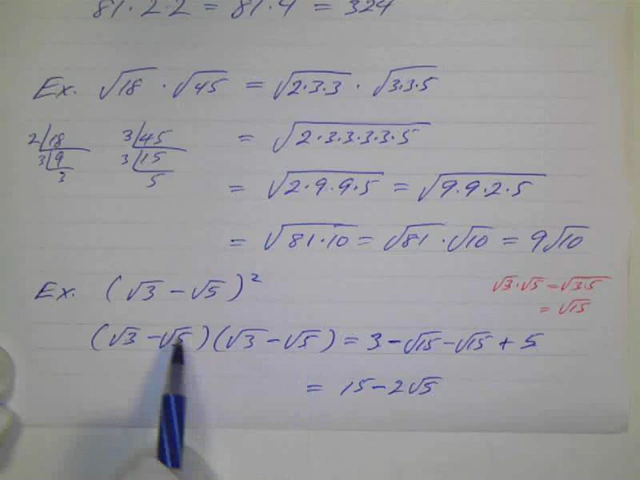 81·2·2 = 81·4 = 324
Ex. √18 · √45 = √2·3·3 · √3·3·5
2|18 3|45 = √2·3·3·3·3·5
3|9 3|15
3 5
= √2·9·9·5 = √9·9·2·5
= √81·10 = √81 · √10 = 9√10
Ex. (√3 - √5)² √3·√5 = √3·5
= √15
(√3 - √5)(√3 - √5) = 3 - √15 - √15 + 5
= 15 - 2√5